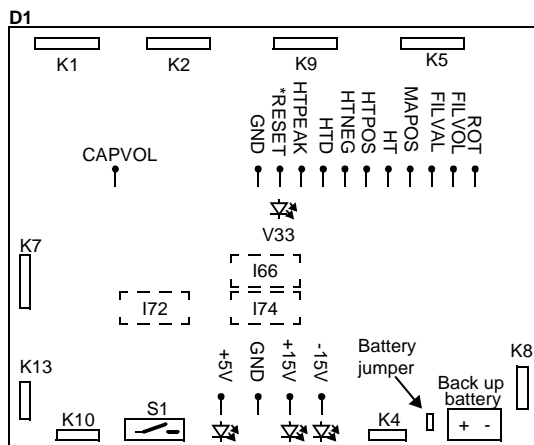 D1
K1
K2
K9
K5
GND
*RESET
HTPEAK
HTD
HTNEG
HTPOS
HT
MAPOS
FILVAL
FILVOL
ROT
CAPVOL
V33
K7
I66
I72
I74
+5V
GND
+15V
-15V
Battery
jumper
K8
K13
Back up
battery
K10
S1
K4
+ -